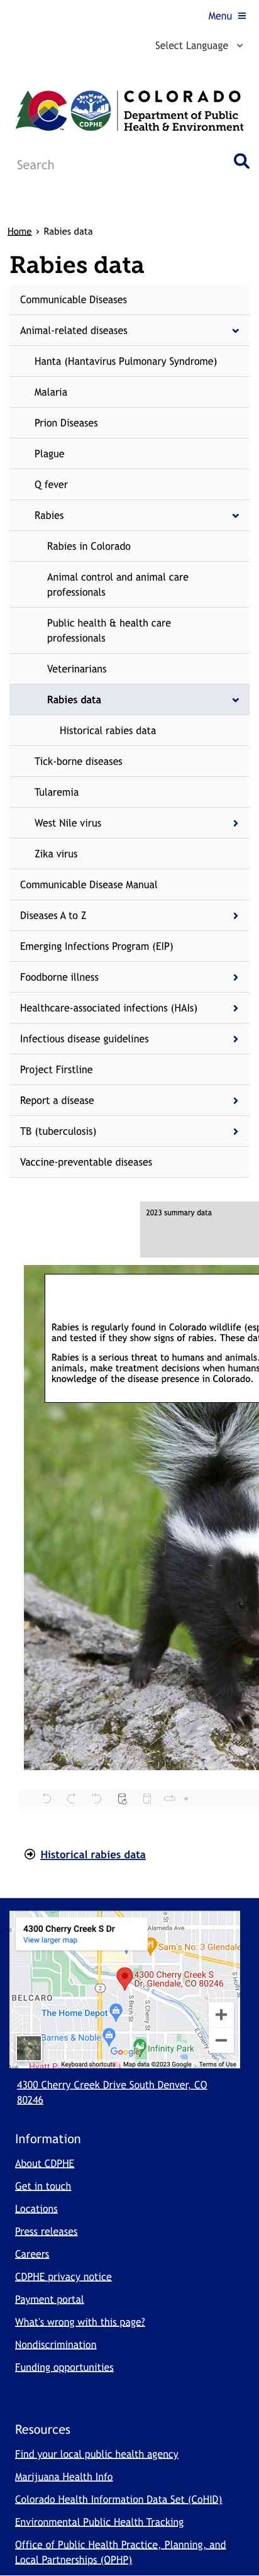 Menu
Select Language
CDPHE
COLORADO
Department of Public
Health & Environment
Search
Home › Rabies data
Rabies data
Communicable Diseases
Animal-related diseases
Hanta (Hantavirus Pulmonary Syndrome)
Malaria
Prion Diseases
Plague
Q fever
Rabies
Rabies in Colorado
Animal control and animal care
professionals
Public health & health care
professionals
Veterinarians
Rabies data
Historical rabies data
Tick-borne diseases
Tularemia
West Nile virus
Zika virus
Communicable Disease Manual
Diseases A to Z
Emerging Infections Program (EIP)
Foodborne illness
Healthcare-associated infections (HAIs)
Infectious disease guidelines
Project Firstline
Report a disease
TB (tuberculosis)
Vaccine-preventable diseases
2023 summary data
Rabies is regularly found in Colorado wildlife (esp
and tested if they show signs of rabies. These da
Rabies is a serious threat to humans and animals.
animals, make treatment decisions when humans
knowledge of the disease presence in Colorado.
Historical rabies data
4300 Cherry Creek S Dr
View larger map
Alameda Ave
Sam's No. 3 Glendale
4300 Cherry Creek S
Dr, Glendale, CO 80246
BELCARO
2
The Home Depot
Barnes & Noble
S Birch St
S Cherry St
E Cherry
Infinity Park
Google
Hyatt P
Keyboard shortcuts
Map data ©2023 Google
Terms of Use
4300 Cherry Creek Drive South Denver, CO
80246
Information
About CDPHE
Get in touch
Locations
Press releases
Careers
CDPHE privacy notice
Payment portal
What's wrong with this page?
Nondiscrimination
Funding opportunities
Resources
Find your local public health agency
Marijuana Health Info
Colorado Health Information Data Set (CoHID)
Environmental Public Health Tracking
Office of Public Health Practice, Planning, and
Local Partnerships (OPHP)